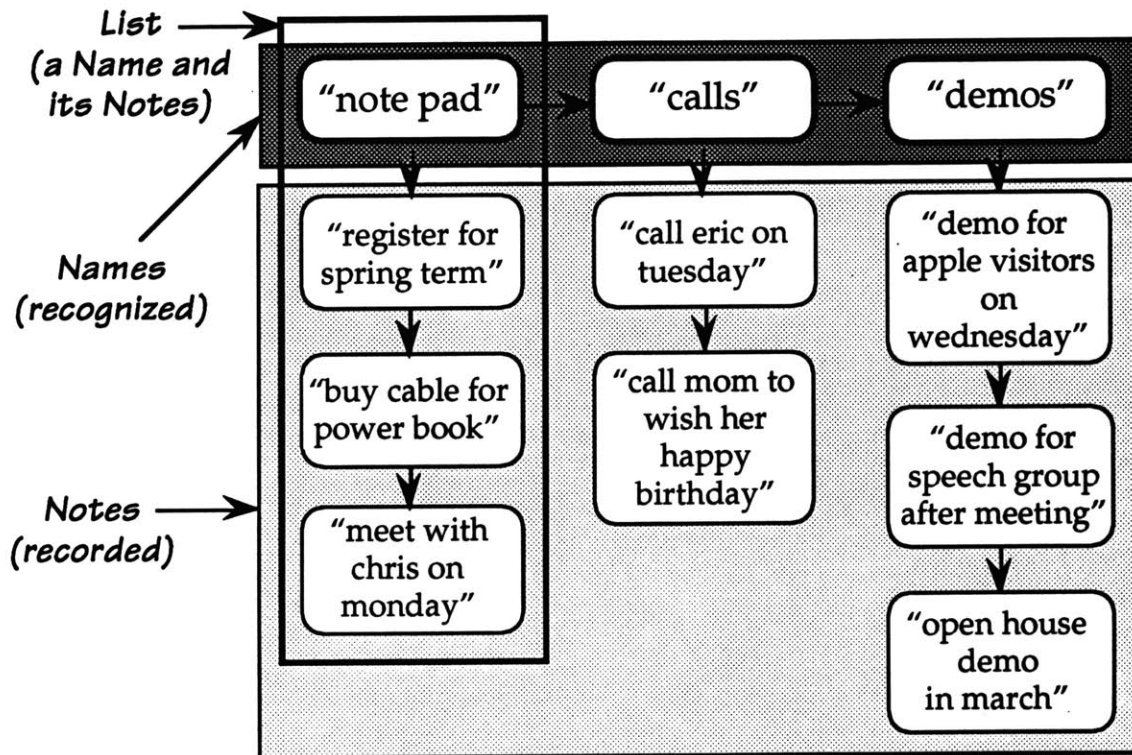 List
(a Name and
its Notes)
Names
(recognized)
Notes
(recorded)
“note pad”
“calls”
“demos”
“register for
spring term”
“buy cable for
power book”
“meet with
chris on
monday”
“call eric on
tuesday”
“call mom to
wish her
happy
birthday”
“demo for
apple visitors
on
wednesday”
“demo for
speech group
after meeting”
“open house
demo
in march”